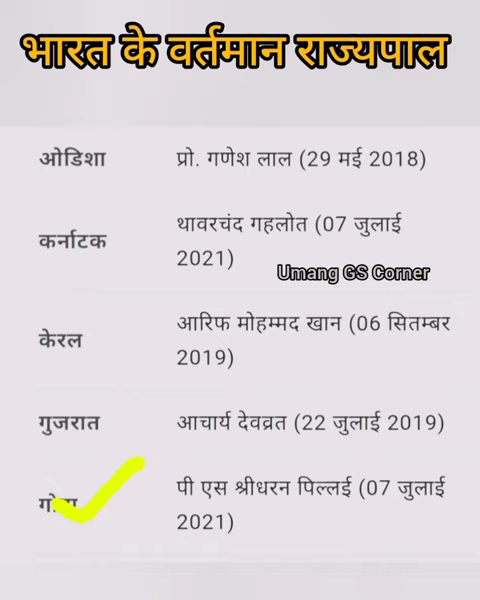 भारत के वर्तमान राज्यपाल
ओडिशा प्रो. गणेश लाल (29 मई 2018)
कर्नाटक थावरचंद गहलोत (07 जुलाई
2021)
Umang GS Corner
केरल आरिफ मोहम्मद खान (06 सितम्बर
2019)
गुजरात आचार्य देवव्रत (22 जुलाई 2019)
पी एस श्रीधरन पिल्लई (07 जुलाई
2021)